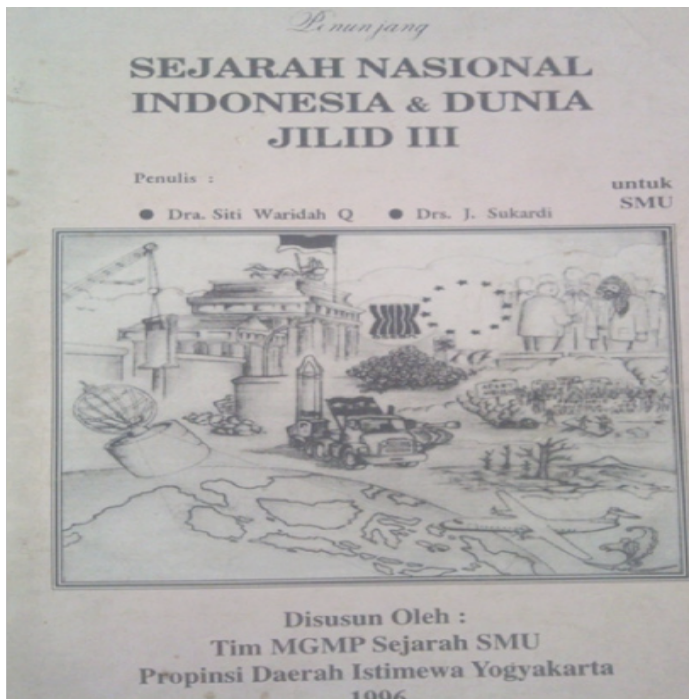 Penunjang
SEJARAH NASIONAL
INDONESIA & DUNIA
JILID III
Penulis :
untuk
SMU
● Dra. Siti Waridah Q ● Drs. J. Sukardi
Disusun Oleh :
Tim MGMP Sejarah SMU
Propinsi Daerah Istimewa Yogyakarta
1996